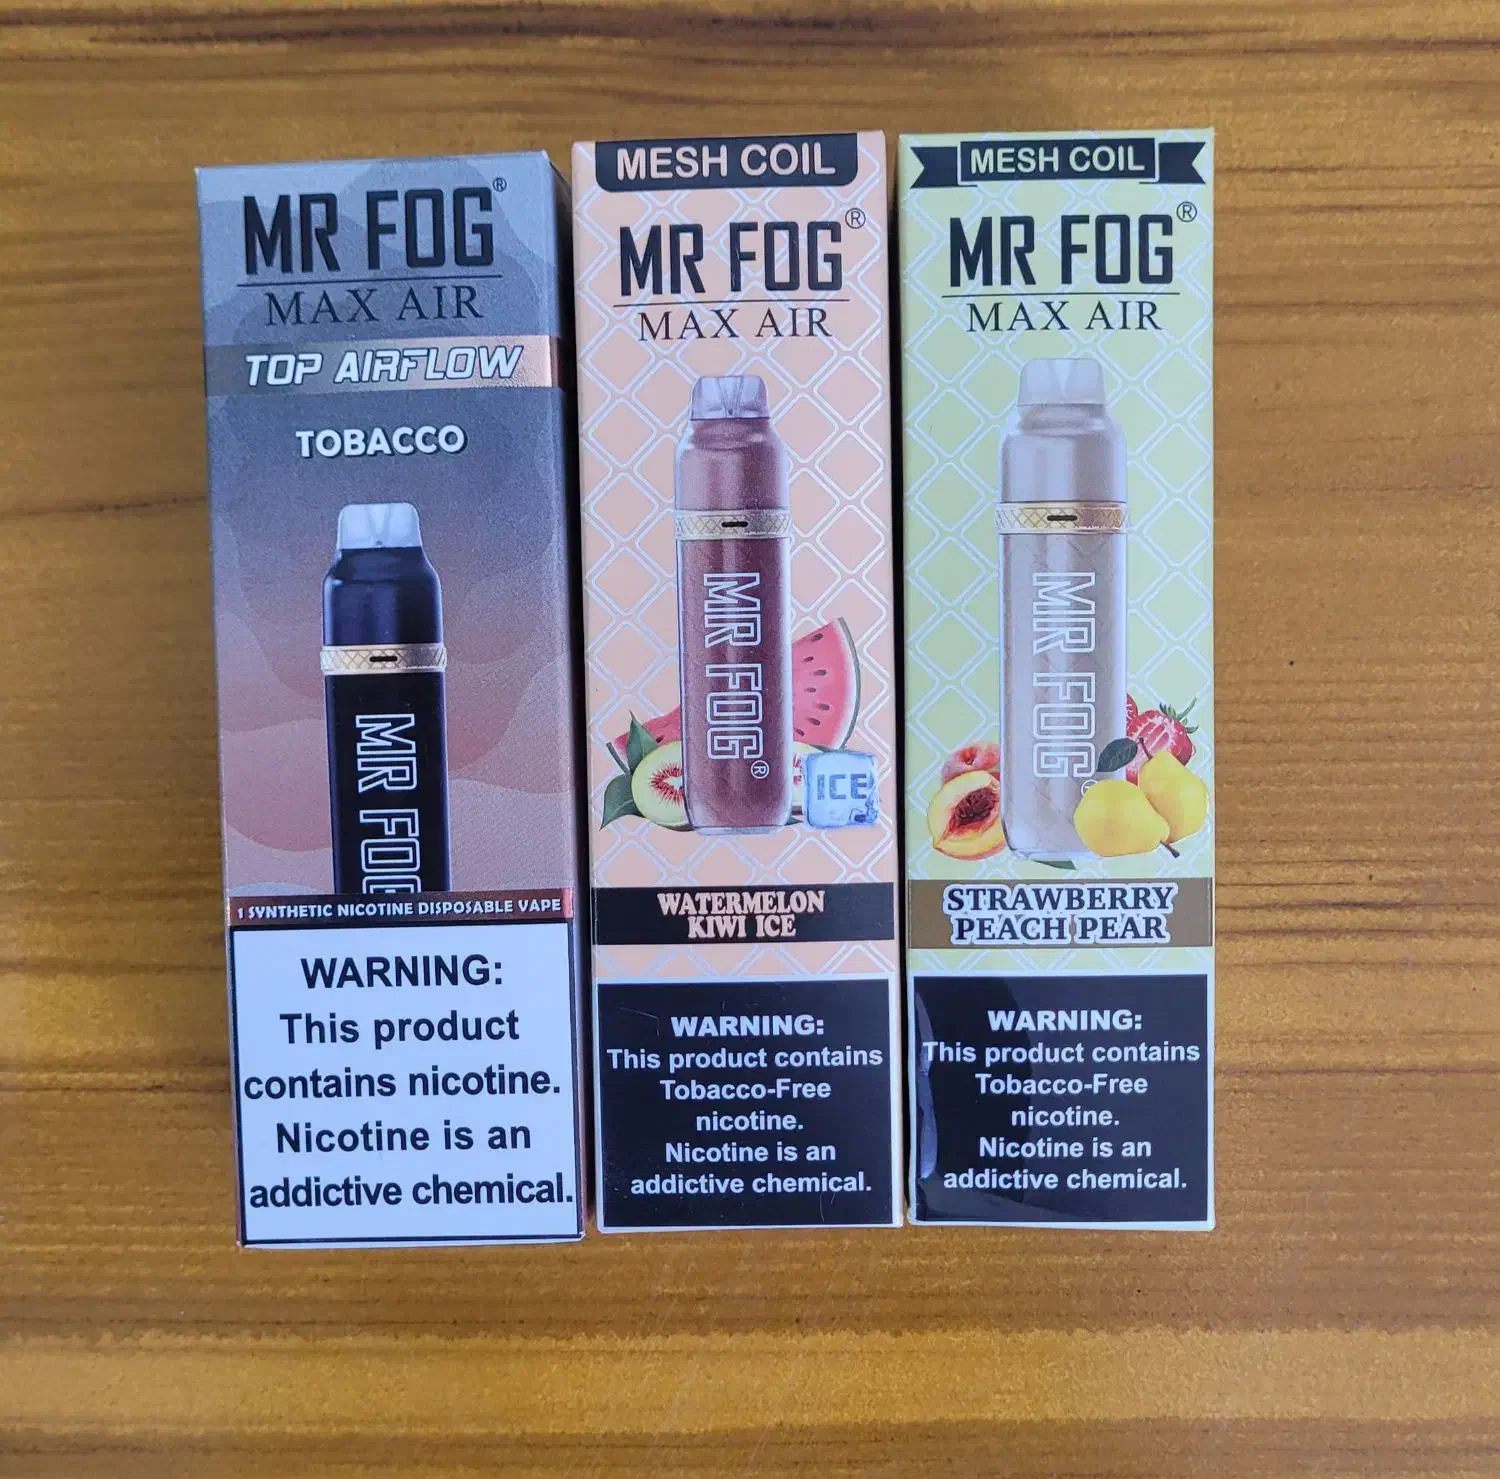 MR FOG®
MAX AIR
TOP AIRFLOW
TOBACCO
MR FOG
1 SYNTHETIC NICOTINE DISPOSABLE VAPE
WARNING:
This product
contains nicotine.
Nicotine is an
addictive chemical.
MESH COIL
MR FOG®
MAX AIR
MR FOG®
ICE
WATERMELON
KIWI ICE
WARNING:
This product contains
Tobacco-Free
nicotine.
Nicotine is an
addictive chemical.
MESH COIL
MR FOG®
MAX AIR
MR FOG
STRAWBERRY
PEACH PEAR
WARNING:
This product contains
Tobacco-Free
nicotine.
Nicotine is an
addictive chemical.